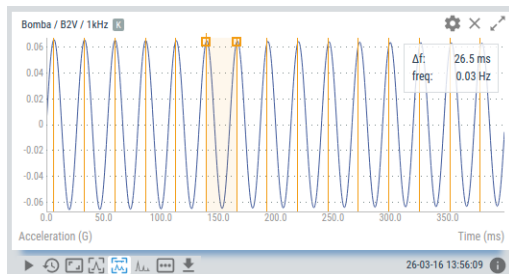 Bomba / B2V / 1kHz K
Δf: 26.5 ms
freq: 0.03 Hz
0.06
0.04
0.02
0
-0.02
-0.04
-0.06
0.0 50.0 100.0 150.0 200.0 250.0 300.0 350.0
Acceleration (G) Time (ms)
26-03-16 13:56:09